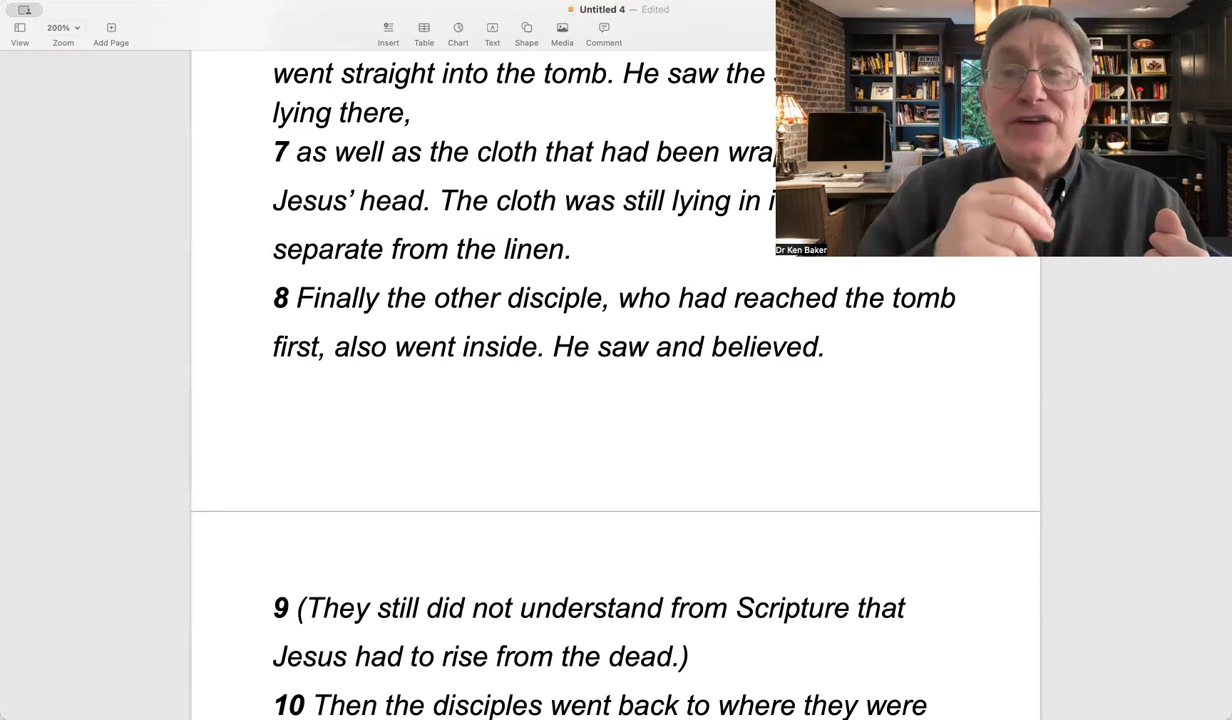 Untitled 4 — Edited
200%
View
Zoom
Add Page
Insert
Table
Chart
Text
Shape
Media
Comment
went straight into the tomb. He saw the
lying there,
7 as well as the cloth that had been
Jesus’ head. The cloth was still lying in
separate from the linen.
Dr Ken Baker
8 Finally the other disciple, who had reached the tomb
first, also went inside. He saw and believed.
9 (They still did not understand from Scripture that
Jesus had to rise from the dead.)
10 Then the disciples went back to where they were